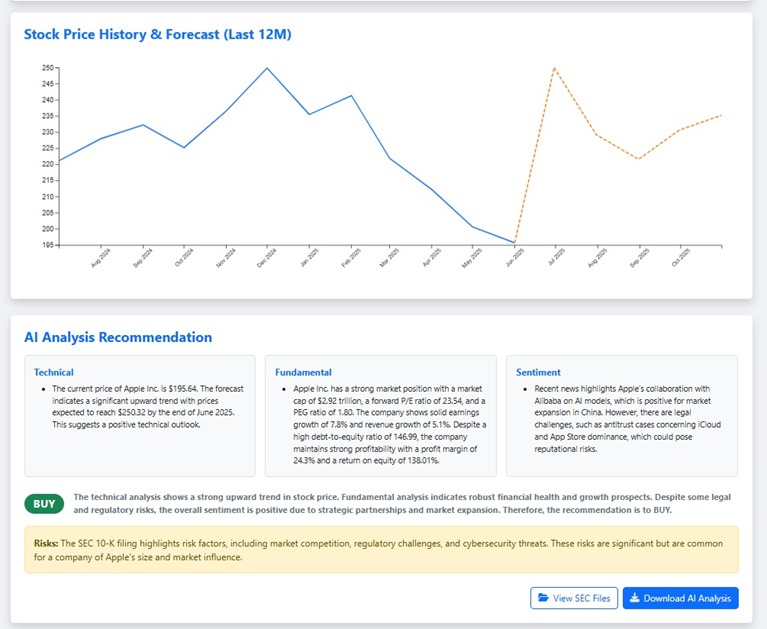 Stock Price History & Forecast (Last 12M)
250
245
240
235
230
225
220
215
210
205
200
195
Aug 2024
Sep 2024
Oct 2024
Nov 2024
Dec 2024
Jan 2025
Feb 2025
Mar 2025
Apr 2025
May 2025
Jun 2025
Jul 2025
Aug 2025
Sep 2025
Oct 2025
AI Analysis Recommendation
Technical
The current price of Apple Inc. is $195.64. The forecast
indicates a significant upward trend with prices
expected to reach $250.32 by the end of June 2025.
This suggests a positive technical outlook.
Fundamental
Apple Inc. has a strong market position with a market
cap of $2.92 trillion, a forward P/E ratio of 23.54, and a
PEG ratio of 1.80. The company shows solid earnings
growth of 7.8% and revenue growth of 5.1%. Despite a
high debt-to-equity ratio of 146.99, the company
maintains strong profitability with a profit margin of
24.3% and a return on equity of 138.01%.
Sentiment
Recent news highlights Apple's collaboration with
Alibaba on AI models, which is positive for market
expansion in China. However, there are legal
challenges, such as antitrust cases concerning iCloud
and App Store dominance, which could pose
reputational risks.
BUY
The technical analysis shows a strong upward trend in stock price. Fundamental analysis indicates robust financial health and growth prospects. Despite some legal
and regulatory risks, the overall sentiment is positive due to strategic partnerships and market expansion. Therefore, the recommendation is to BUY.
Risks: The SEC 10-K filing highlights risk factors, including market competition, regulatory challenges, and cybersecurity threats. These risks are significant but are common
for a company of Apple's size and market influence.
View SEC Files
Download AI Analysis